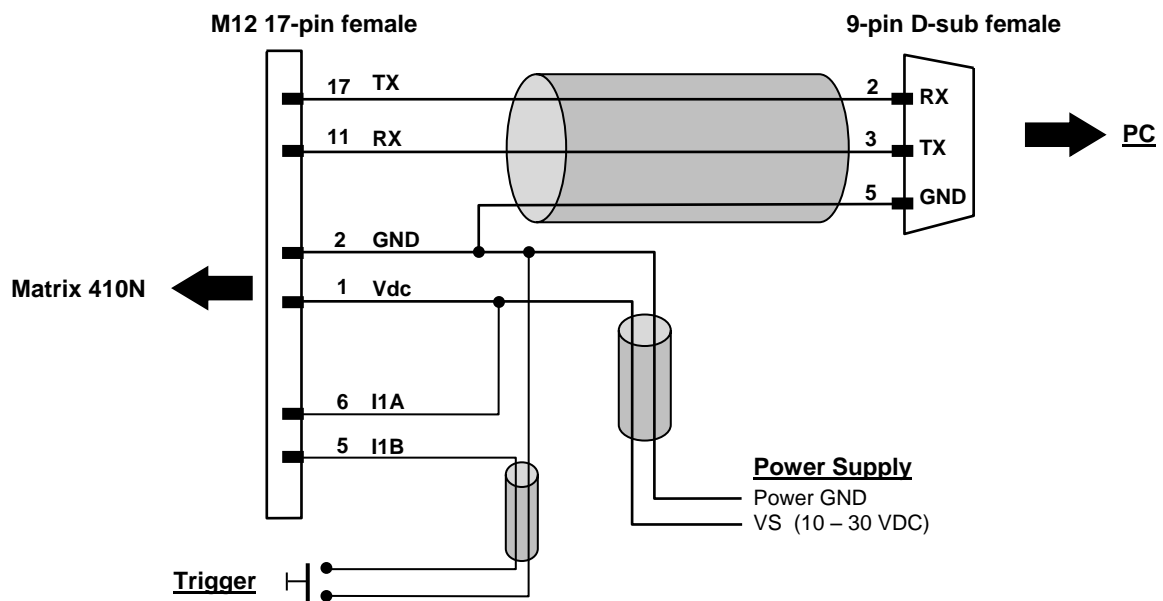 M12 17-pin female
9-pin D-sub female
17 TX
2 RX
11 RX
3 TX
PC
5 GND
2 GND
Matrix 410N
1 Vdc
6 I1A
5 I1B
Power Supply
Power GND
VS (10 – 30 VDC)
Trigger